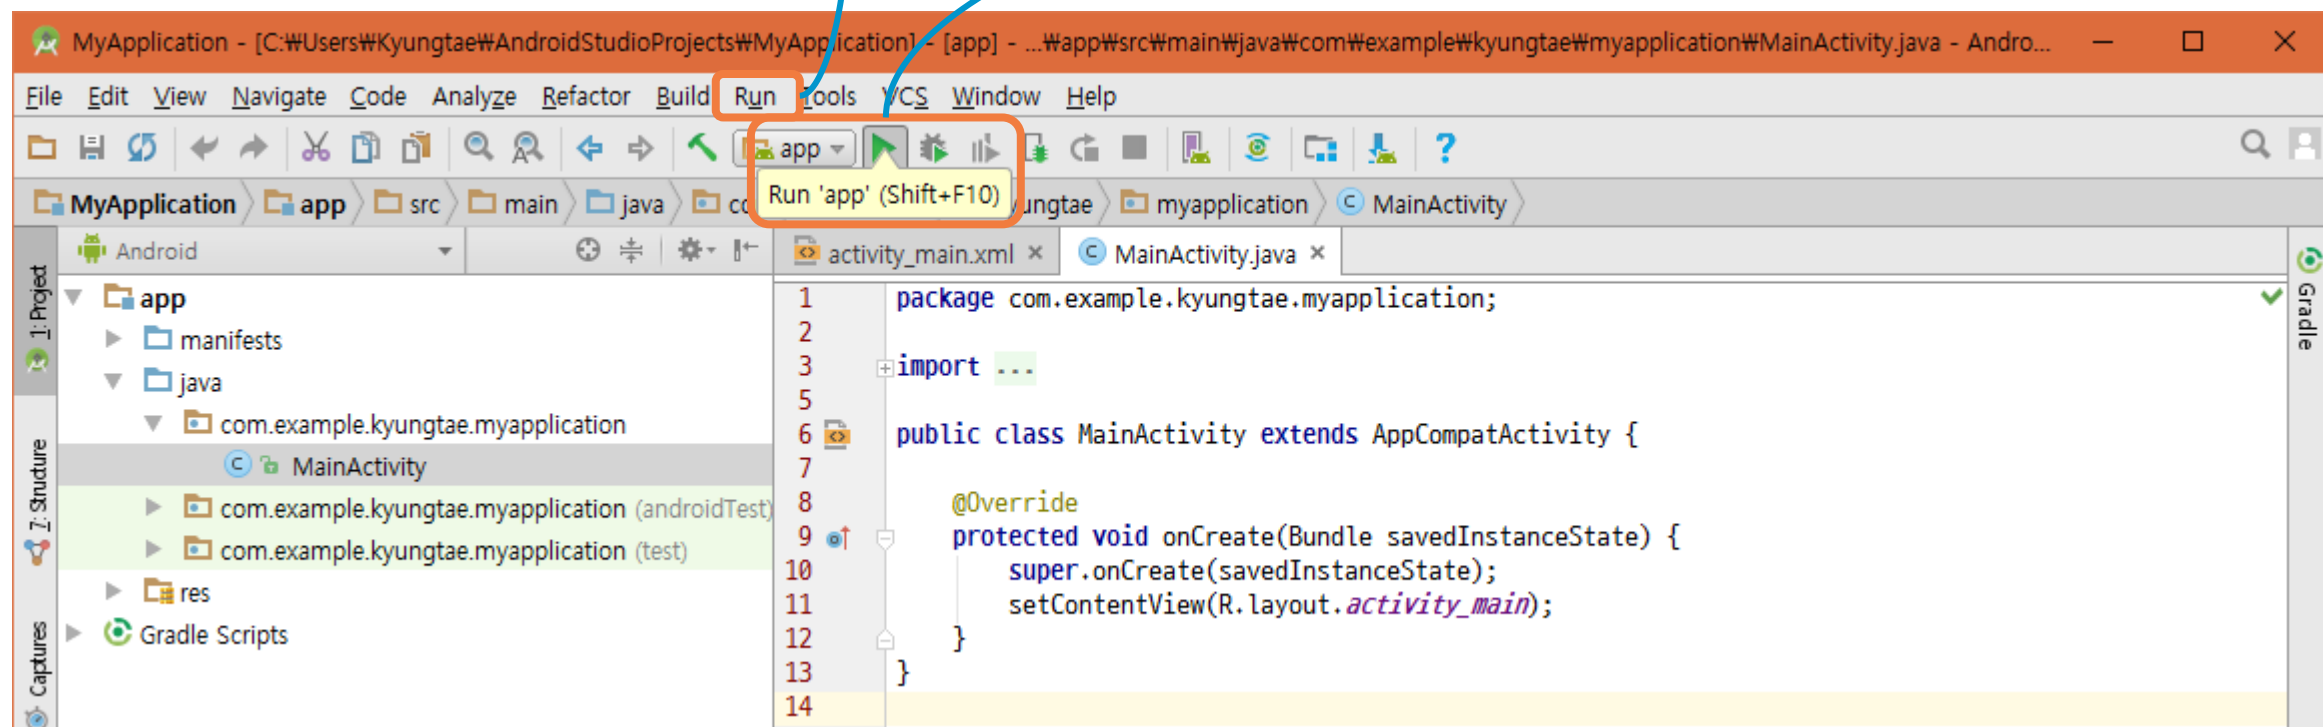 MyApplication - [C:₩Users₩Kyungtae₩AndroidStudioProjects₩MyApplication] - [app] - ...₩app₩src₩main₩java₩com₩example₩kyungtae₩myapplication₩MainActivity.java - Andro...
File Edit View Navigate Code Analyze Refactor Build Run Tools VCS Window Help
app
Run 'app' (Shift+F10)
MyApplication app src main java co ungtae myapplication MainActivity
Android
activity_main.xml
MainActivity.java
1: Project
7: Structure
Captures
app
manifests
java
com.example.kyungtae.myapplication
MainActivity
com.example.kyungtae.myapplication (androidTest)
com.example.kyungtae.myapplication (test)
res
Gradle Scripts
1 package com.example.kyungtae.myapplication;
2
3 import ...
5
6 public class MainActivity extends AppCompatActivity {
7
8 @Override
9 protected void onCreate(Bundle savedInstanceState) {
10 super.onCreate(savedInstanceState);
11 setContentView(R.layout.activity_main);
12 }
13 }
14
Gradle